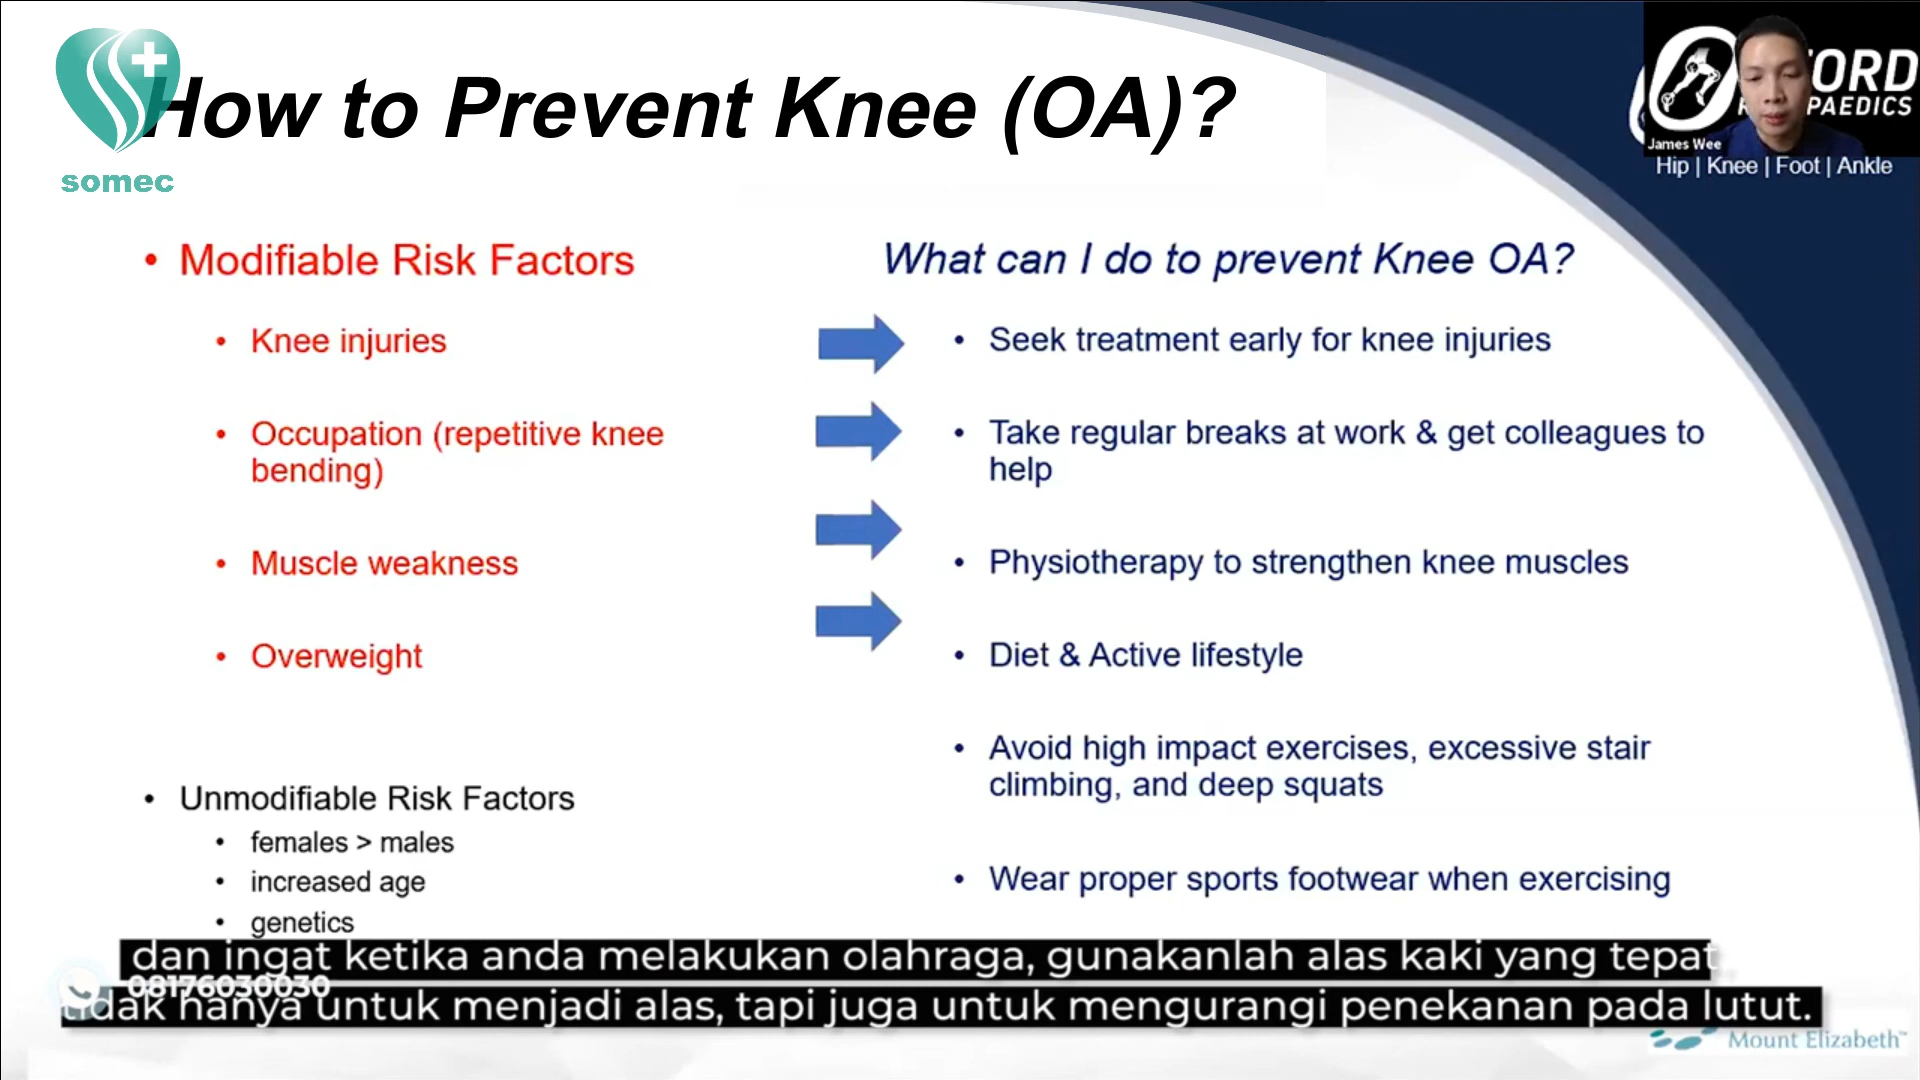 How to Prevent Knee (OA)?
somec
ORD
PAEDICS
James Wee
Hip | Knee | Foot | Ankle
• Modifiable Risk Factors
• Knee injuries
• Occupation (repetitive knee
bending)
• Muscle weakness
• Overweight
• Unmodifiable Risk Factors
• females > males
• increased age
• genetics
What can I do to prevent Knee OA?
• Seek treatment early for knee injuries
• Take regular breaks at work & get colleagues to
help
• Physiotherapy to strengthen knee muscles
• Diet & Active lifestyle
• Avoid high impact exercises, excessive stair
climbing, and deep squats
• Wear proper sports footwear when exercising
dan ingat ketika anda melakukan olahraga, gunakanlah alas kaki yang tepat,
08176030030
tidak hanya untuk menjadi alas, tapi juga untuk mengurangi penekanan pada lutut.
Mount Elizabeth™